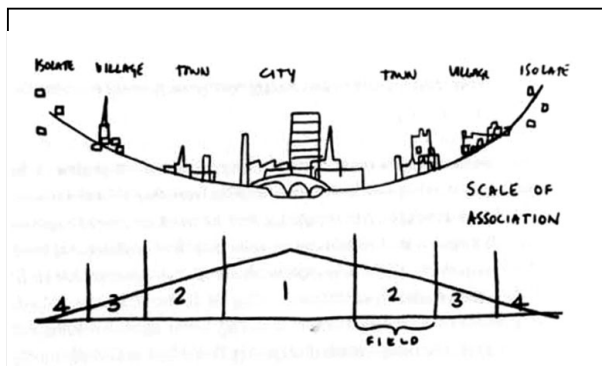 ISOLATE VILLAGE TOWN CITY TOWN VILLAGE ISOLATE
SCALE OF
ASSOCIATION
4 3 2 1 2 3 4
FIELD